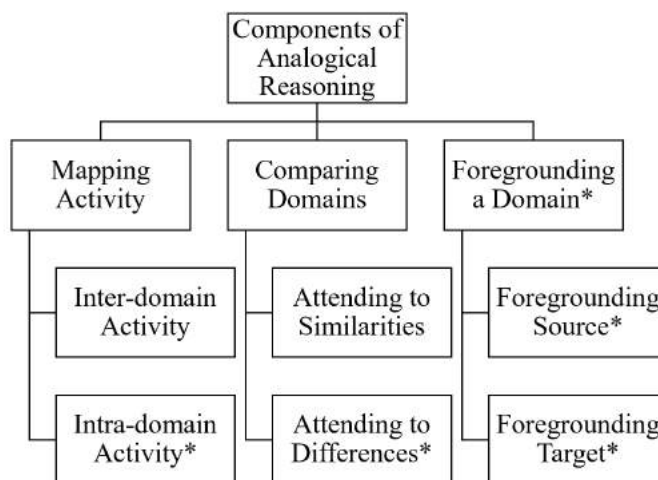 Components of
Analogical
Reasoning
Mapping
Activity
Comparing
Domains
Foregrounding
a Domain*
Inter-domain
Activity
Attending to
Similarities
Foregrounding
Source*
Intra-domain
Activity*
Attending to
Differences*
Foregrounding
Target*